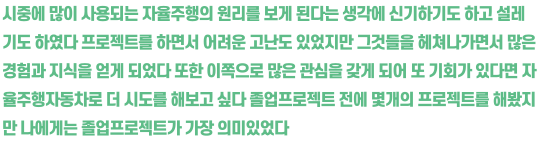 시중에 많이 사용되는 자율주행의 원리를 보게 된다는 생각에 신기하기도 하고 설레
기도 하였다 프로젝트를 하면서 어려운 고난도 있었지만 그것들을 헤쳐나가면서 많은
경험과 지식을 얻게 되었다 또한 이쪽으로 많은 관심을 갖게 되어 또 기회가 있다면 자
율주행자동차로 더 시도를 해보고 싶다 졸업프로젝트 전에 몇개의 프로젝트를 해봤지
만 나에게는 졸업프로젝트가 가장 의미있었다